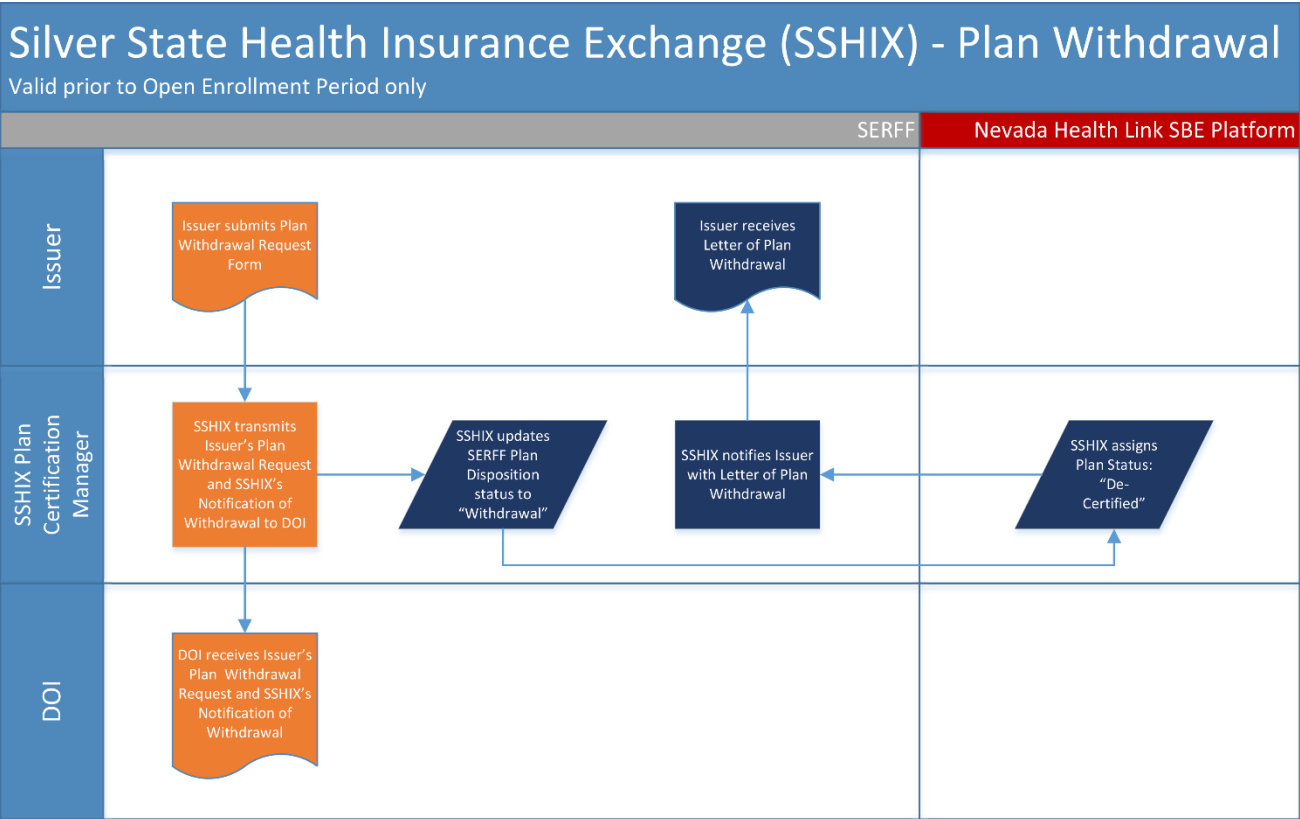 Silver State Health Insurance Exchange (SSHIX) - Plan Withdrawal
Valid prior to Open Enrollment Period only
SERFF
Nevada Health Link SBE Platform
Issuer
Issuer submits Plan
Withdrawal Request
Form
Issuer receives
Letter of Plan
Withdrawal
SSHIX Plan
Certification
Manager
SSHIX transmits
Issuer’s Plan
Withdrawal Request
and SSHIX’s
Notification of
Withdrawal to DOI
SSHIX updates
SERFF Plan
Disposition
status to
“Withdrawal”
SSHIX notifies Issuer
with Letter of Plan
Withdrawal
SSHIX assigns
Plan Status:
“De-
Certified”
DOI
DOI receives Issuer’s
Plan Withdrawal
Request and SSHIX’s
Notification of
Withdrawal